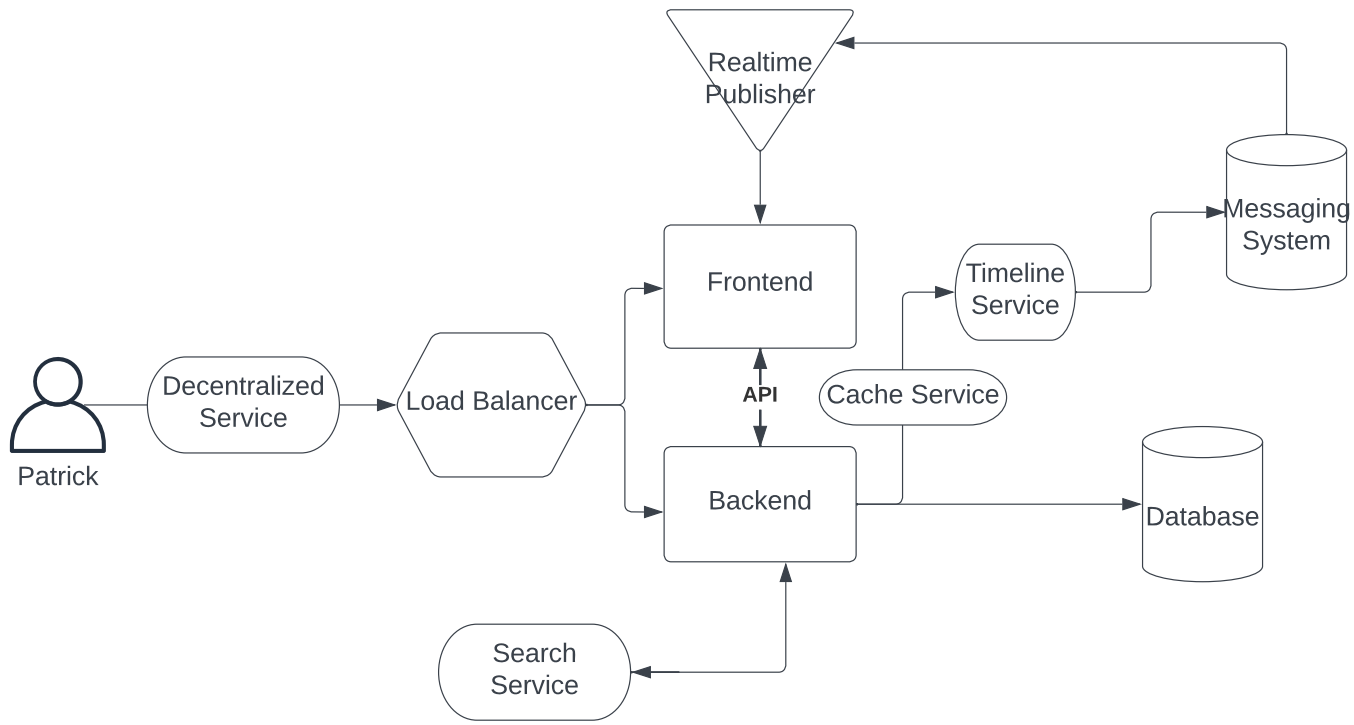 Realtime
Publisher
Messaging
System
Frontend
Timeline
Service
Decentralized
Service
Load Balancer
API
Cache Service
Patrick
Backend
Database
Search
Service